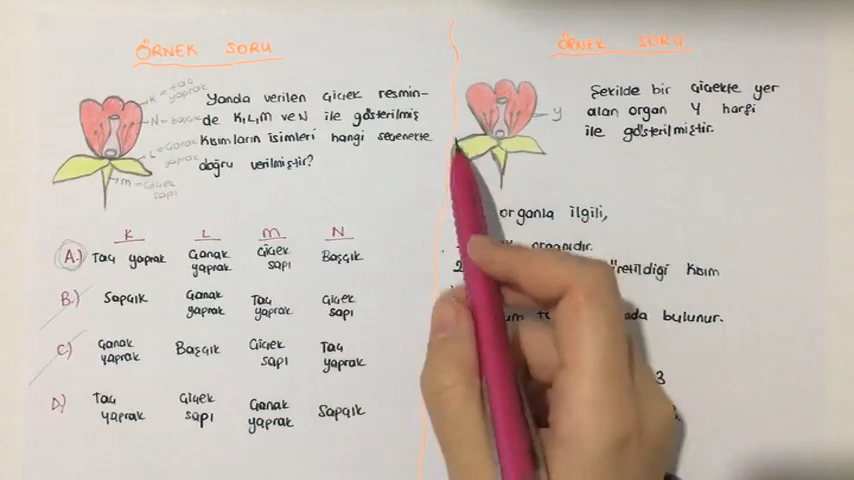 ÖRNEK SORU
K = taç
yaprak
N = başçık
L = Çanak
yaprak
M = Çiçek
sapı
Yanda verilen çiçek resmin-
de K,L,M ve N ile gösterilmiş
kısımların isimleri hangi seçenekte
doğru verilmiştir?
K L M N
A.) Taç yaprak Çanak yaprak Çiçek sapı Başçık
B.) Sapçık Çanak yaprak Taç yaprak Çiçek sapı
C.) Çanak yaprak Başçık Çiçek sapı Taç yaprak
D.) Taç yaprak Çiçek sapı Çanak yaprak Sapçık
ÖRNEK SORU
Y
Şekilde bir çiçekte yer
alan organ Y harfi
ile gösterilmiştir.
organla ilgili,
organıdır.
üretildiği kısım
bulunur.
3